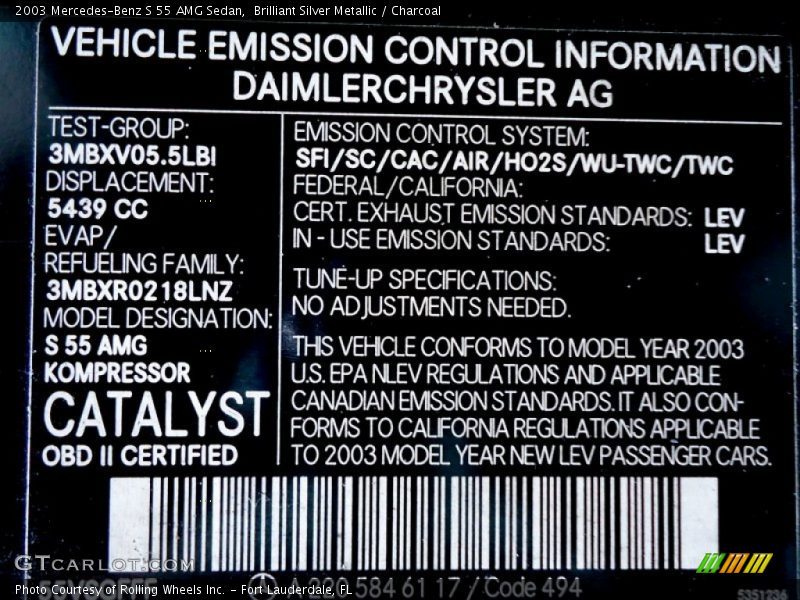 2003 Mercedes-Benz S 55 AMG Sedan,  Brilliant Silver Metallic / Charcoal
VEHICLE EMISSION CONTROL INFORMATION
DAIMLERCHRYSLER AG
TEST-GROUP:
3MBXV05.5LBI
DISPLACEMENT:
5439 CC
EVAP/
REFUELING FAMILY:
3MBXR0218LNZ
MODEL DESIGNATION:
S 55 AMG
KOMPRESSOR
CATALYST
OBD II CERTIFIED
EMISSION CONTROL SYSTEM:
SFI/SC/CAC/AIR/HO2S/WU-TWC/TWC
FEDERAL/CALIFORNIA:
CERT. EXHAUST EMISSION STANDARDS: LEV
IN - USE EMISSION STANDARDS: LEV
TUNE-UP SPECIFICATIONS:
NO ADJUSTMENTS NEEDED.
THIS VEHICLE CONFORMS TO MODEL YEAR 2003
U.S. EPA NLEV REGULATIONS AND APPLICABLE
CANADIAN EMISSION STANDARDS. IT ALSO CON-
FORMS TO CALIFORNIA REGULATIONS APPLICABLE
TO 2003 MODEL YEAR NEW LEV PASSENGER CARS.
GTcarlot.com
A 220 584 61 17 / Code 494
Photo Courtesy of Rolling Wheels Inc. - Fort Lauderdale, FL
5351236